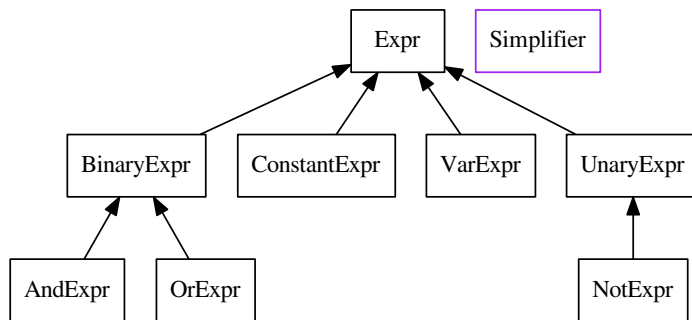 Expr
Simplifier
BinaryExpr
ConstantExpr
VarExpr
UnaryExpr
AndExpr
OrExpr
NotExpr